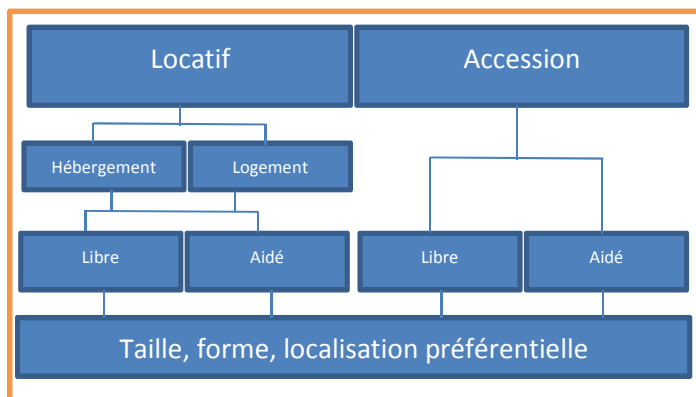 Locatif
Accession
Hébergement
Logement
Libre
Aidé
Libre
Aidé
Taille, forme, localisation préférentielle